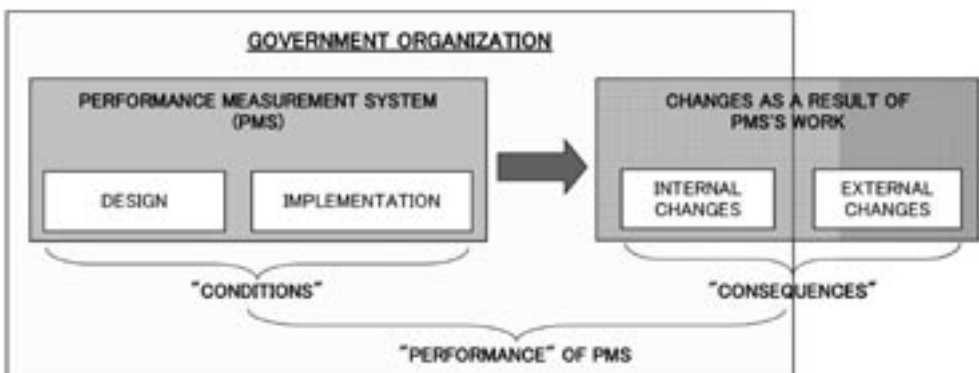 GOVERNMENT ORGANIZATION
PERFORMANCE MEASUREMENT SYSTEM
(PMS)
DESIGN
IMPLEMENTATION
CHANGES AS A RESULT OF
PMS'S WORK
INTERNAL
CHANGES
EXTERNAL
CHANGES
"CONDITIONS"
"CONSEQUENCES"
"PERFORMANCE" OF PMS